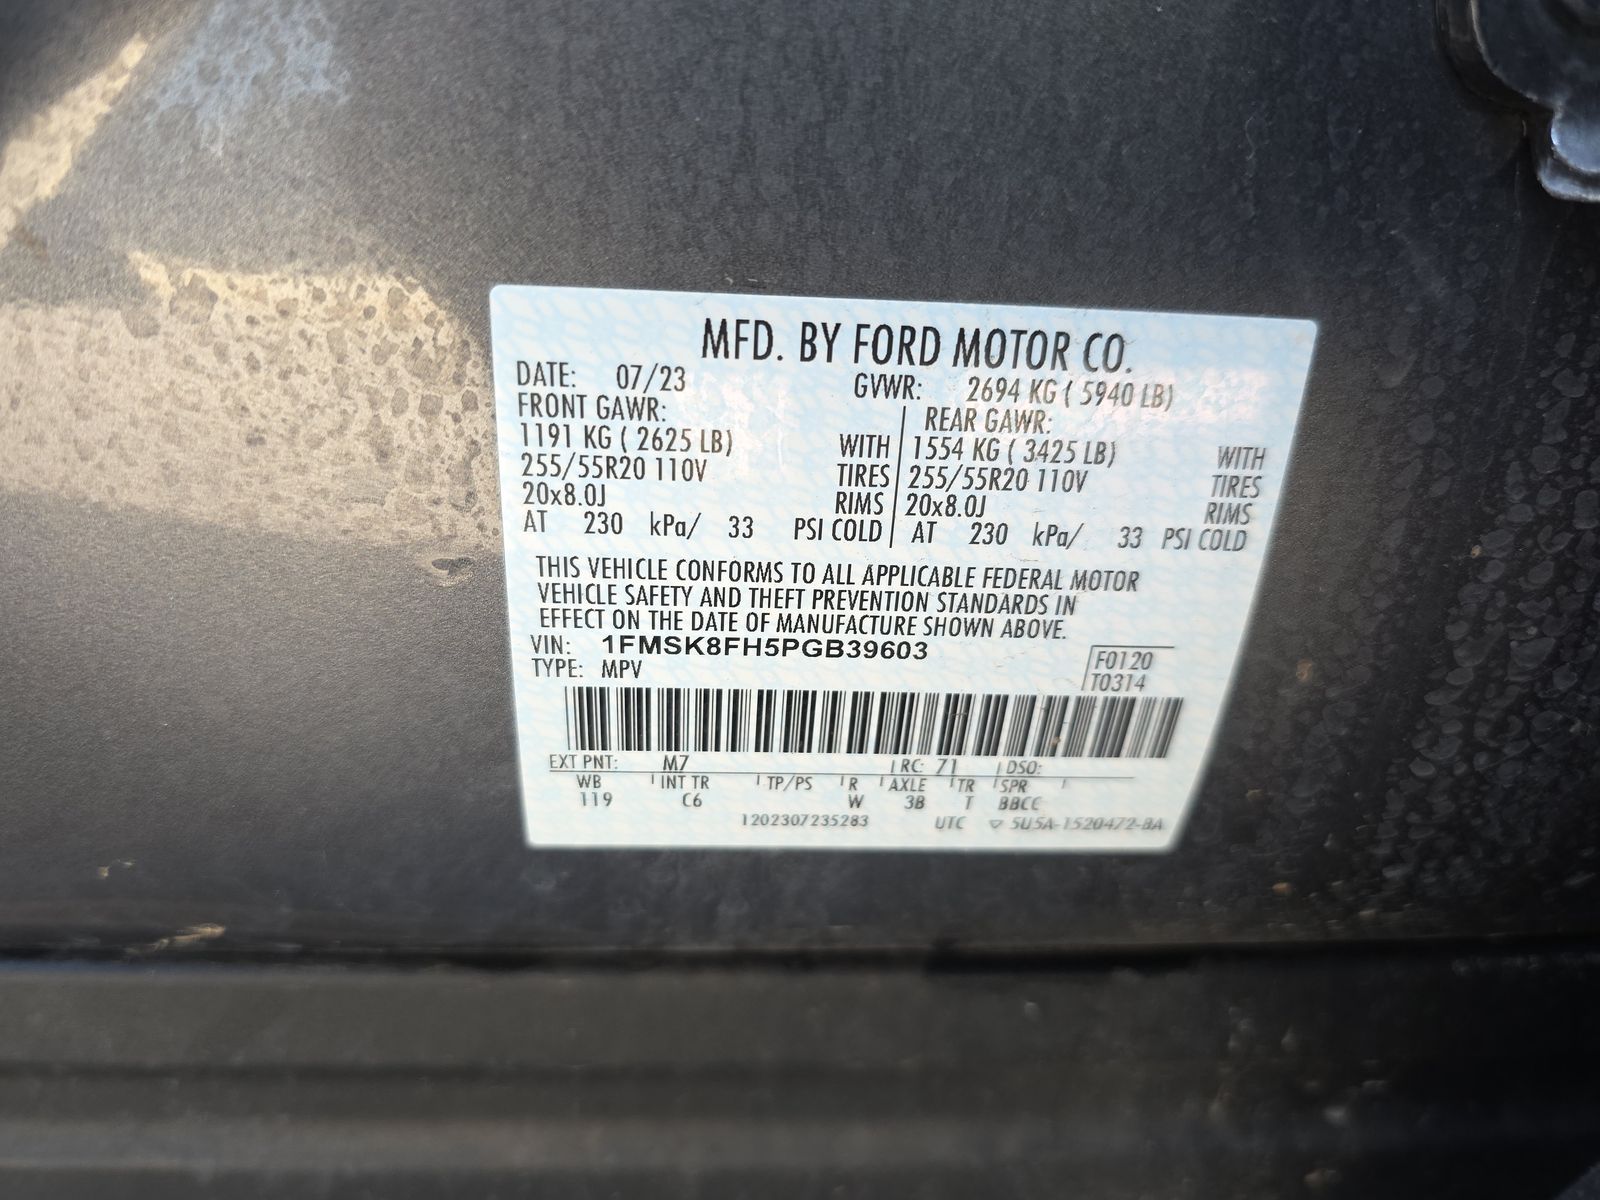 MFD. BY FORD MOTOR CO.
DATE: 07/23 GVWR: 2694 KG ( 5940 LB)
FRONT GAWR: REAR GAWR:
1191 KG ( 2625 LB) WITH 1554 KG ( 3425 LB) WITH
255/55R20 110V TIRES 255/55R20 110V TIRES
20x8.0J RIMS 20x8.0J RIMS
AT 230 kPa/ 33 PSI COLD AT 230 kPa/ 33 PSI COLD
THIS VEHICLE CONFORMS TO ALL APPLICABLE FEDERAL MOTOR
VEHICLE SAFETY AND THEFT PREVENTION STANDARDS IN
EFFECT ON THE DATE OF MANUFACTURE SHOWN ABOVE.
VIN: 1FMSK8FH5PGB39603
TYPE: MPV
F0120
T0314
EXT PNT: M7 RC: 71 DSO:
WB INT TR TP/PS R AXLE TR SPR
119 C6 W 3B T BBCC
1202307235283 UTC ▽ 5U5A-1520472-BA